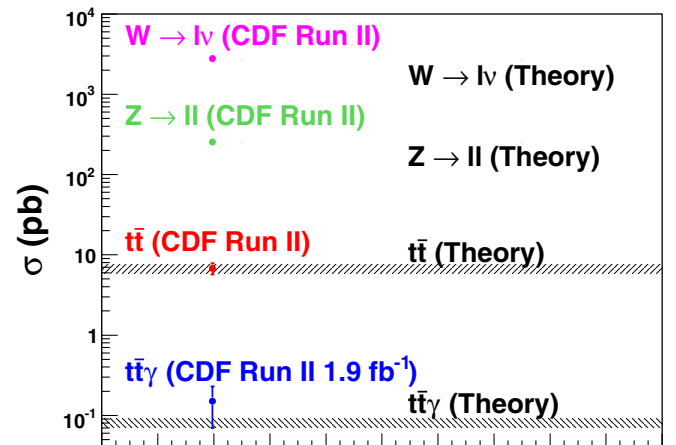 10⁴
W → lν (CDF Run II)
W → lν (Theory)
10³
Z → ll (CDF Run II)
Z → ll (Theory)
10²
σ (pb)
tt̄ (CDF Run II)
tt̄ (Theory)
10
1
tt̄γ (CDF Run II 1.9 fb⁻¹)
tt̄γ (Theory)
10⁻¹